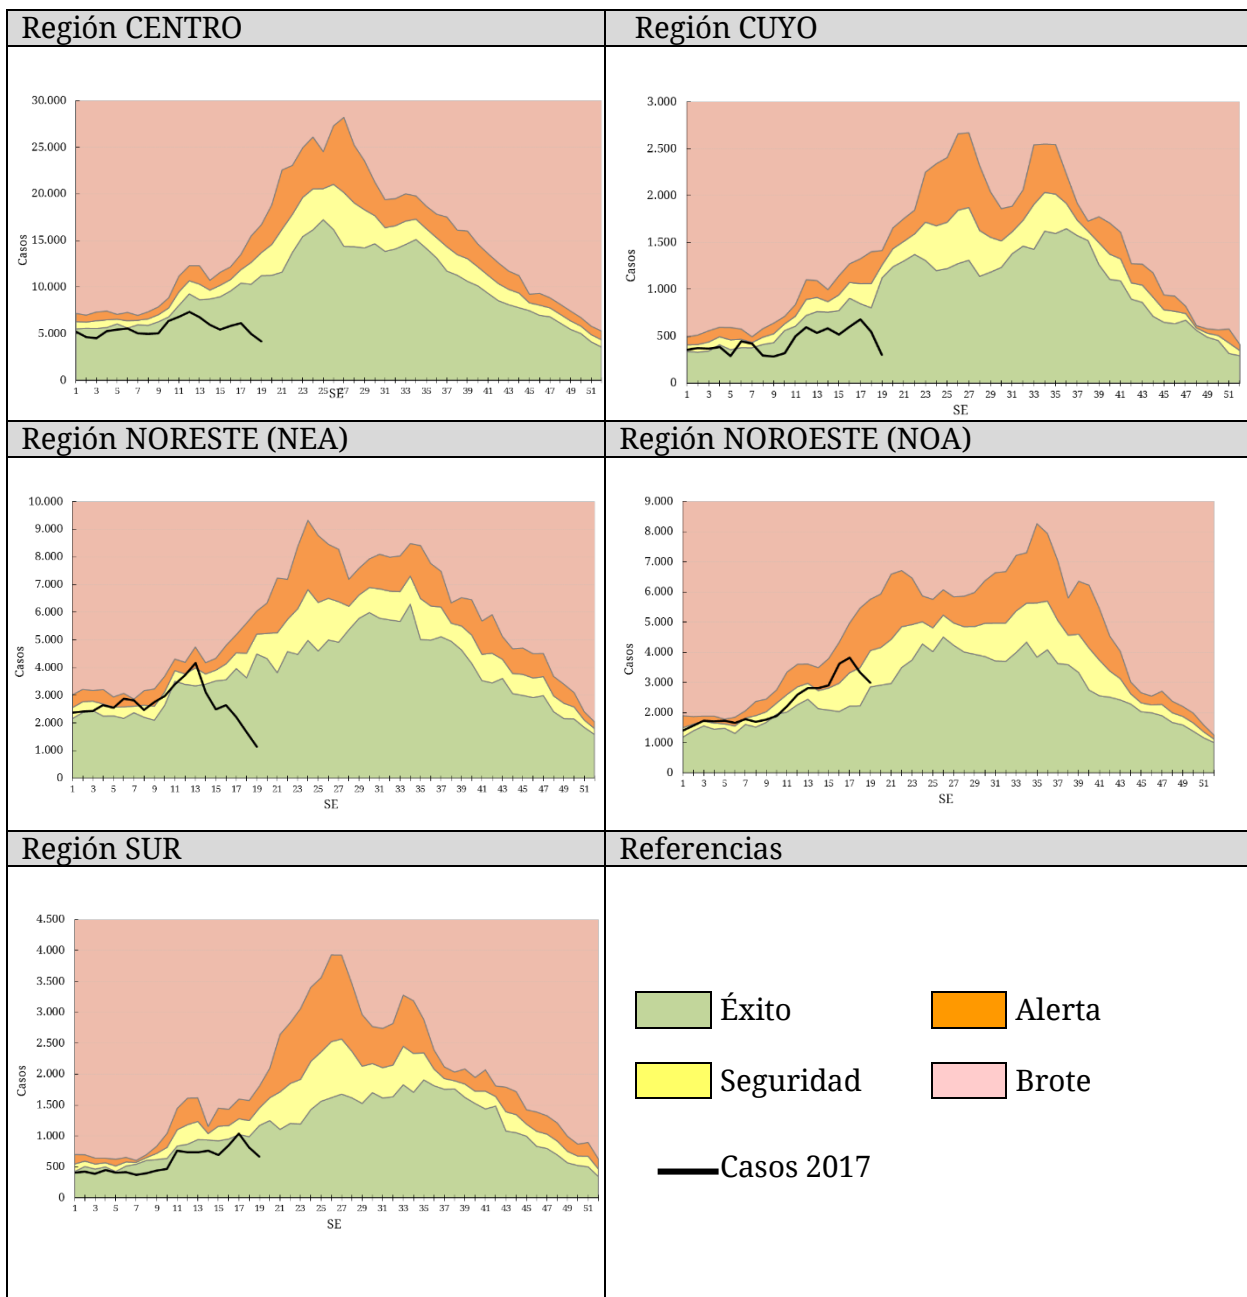 Región CENTRO
Región CUYO
30.000
25.000
20.000
15.000
10.000
5.000
0
Casos
1 3 5 7 9 11 13 15 17 19 21 23 25 27 29 31 33 35 37 39 41 43 45 47 49 51
SE
3.000
2.500
2.000
1.500
1.000
500
0
Casos
1 3 5 7 9 11 13 15 17 19 21 23 25 27 29 31 33 35 37 39 41 43 45 47 49 51
SE
Región NORESTE (NEA)
Región NOROESTE (NOA)
10.000
9.000
8.000
7.000
6.000
5.000
4.000
3.000
2.000
1.000
0
Casos
1 3 5 7 9 11 13 15 17 19 21 23 25 27 29 31 33 35 37 39 41 43 45 47 49 51
SE
9.000
8.000
7.000
6.000
5.000
4.000
3.000
2.000
1.000
0
Casos
1 3 5 7 9 11 13 15 17 19 21 23 25 27 29 31 33 35 37 39 41 43 45 47 49 51
SE
Región SUR
Referencias
4.500
4.000
3.500
3.000
2.500
2.000
1.500
1.000
500
0
Casos
1 3 5 7 9 11 13 15 17 19 21 23 25 27 29 31 33 35 37 39 41 43 45 47 49 51
SE
Éxito
Alerta
Seguridad
Brote
Casos 2017